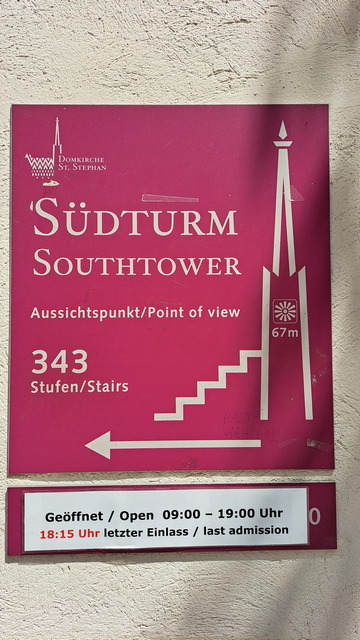 DOMKIRCHE
ST. STEPHAN
SÜDTURM
SOUTHTOWER
Aussichtspunkt/Point of view
67m
343
Stufen/Stairs
Geöffnet / Open 09:00 – 19:00 Uhr
18:15 Uhr letzter Einlass / last admission
0